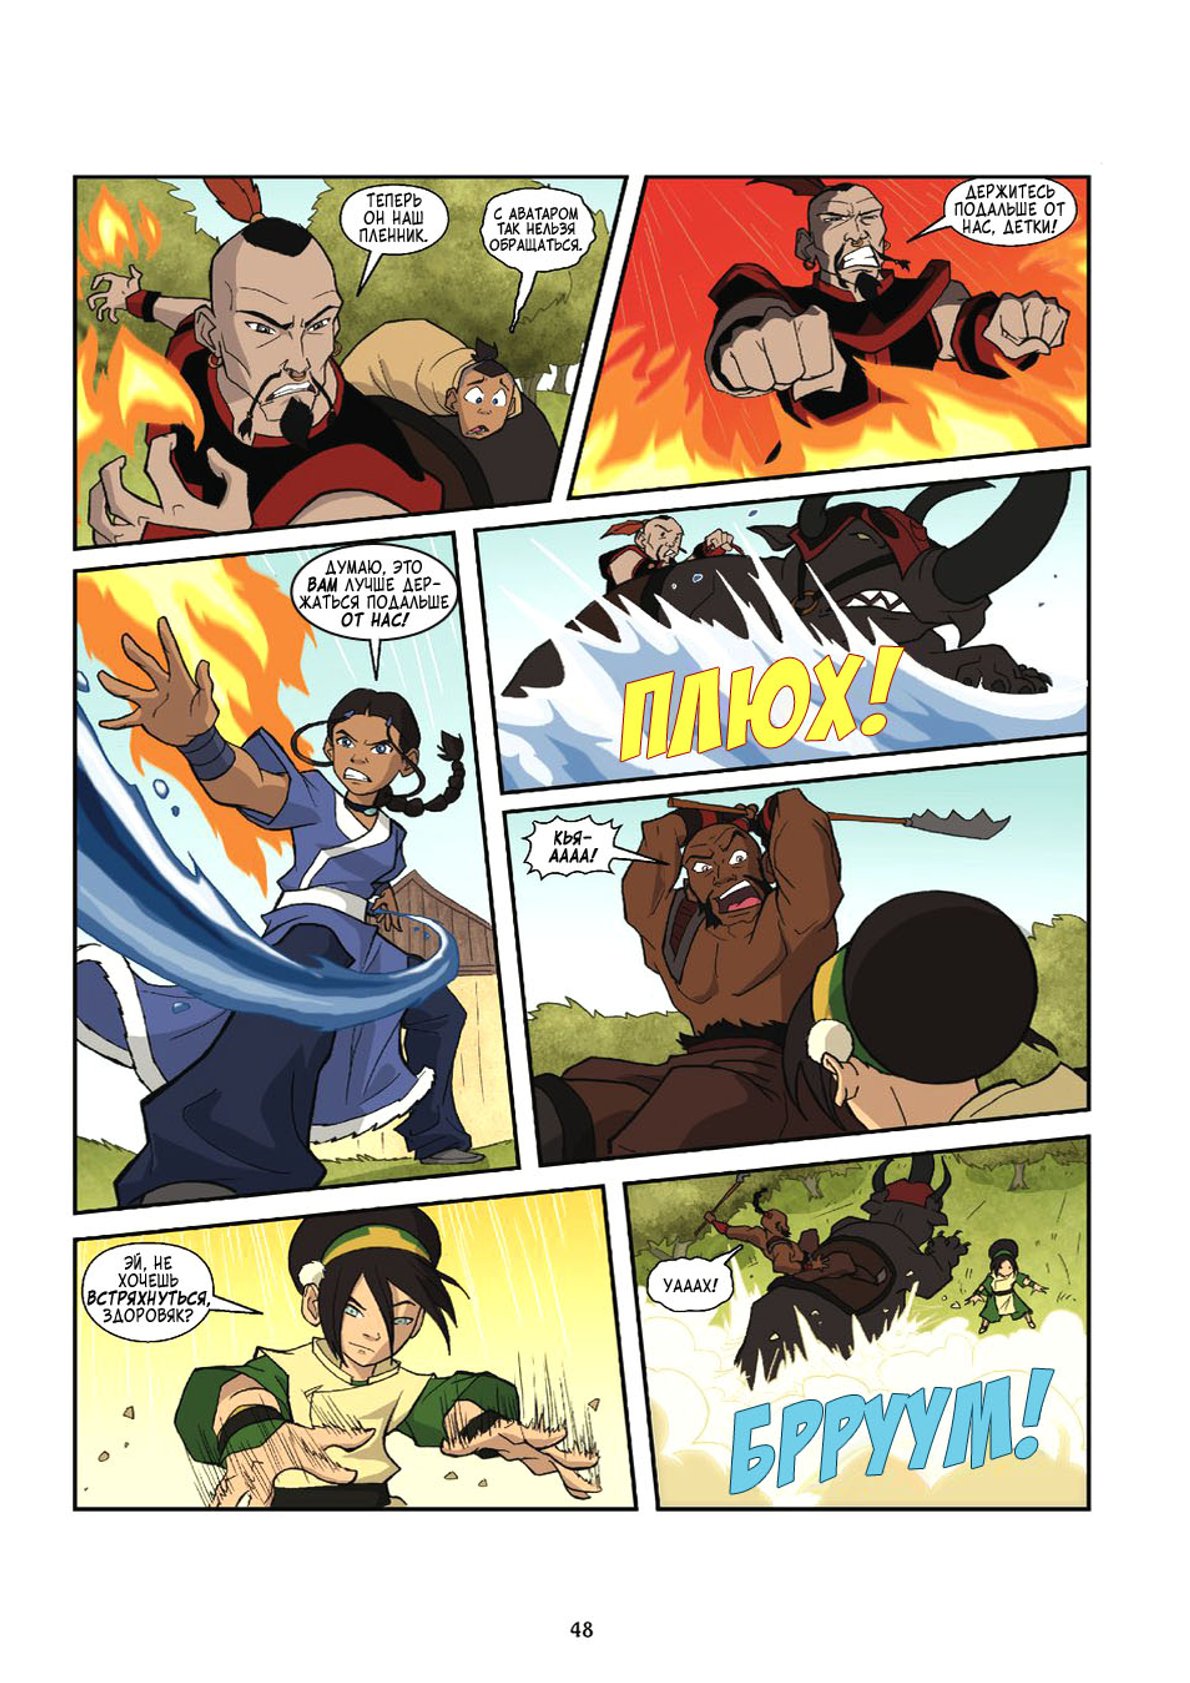 ТЕПЕРЬ
ОН НАШ
ПЛЕННИК.
С АВАТАРОМ
ТАК НЕЛЬЗЯ
ОБРАЩАТЬСЯ.
ДЕРЖИТЕСЬ
ПОДАЛЬШЕ ОТ
НАС, ДЕТКИ!
ДУМАЮ, ЭТО
ВАМ ЛУЧШЕ ДЕР-
ЖАТЬСЯ ПОДАЛЬШЕ
ОТ НАС!
ПЛЮХ!
КЬЯ-
АААА!
ЭЙ, НЕ
ХОЧЕШЬ
ВСТРЯХНУТЬСЯ,
ЗДОРОВЯК?
УАААХ!
БРРУУМ!
48